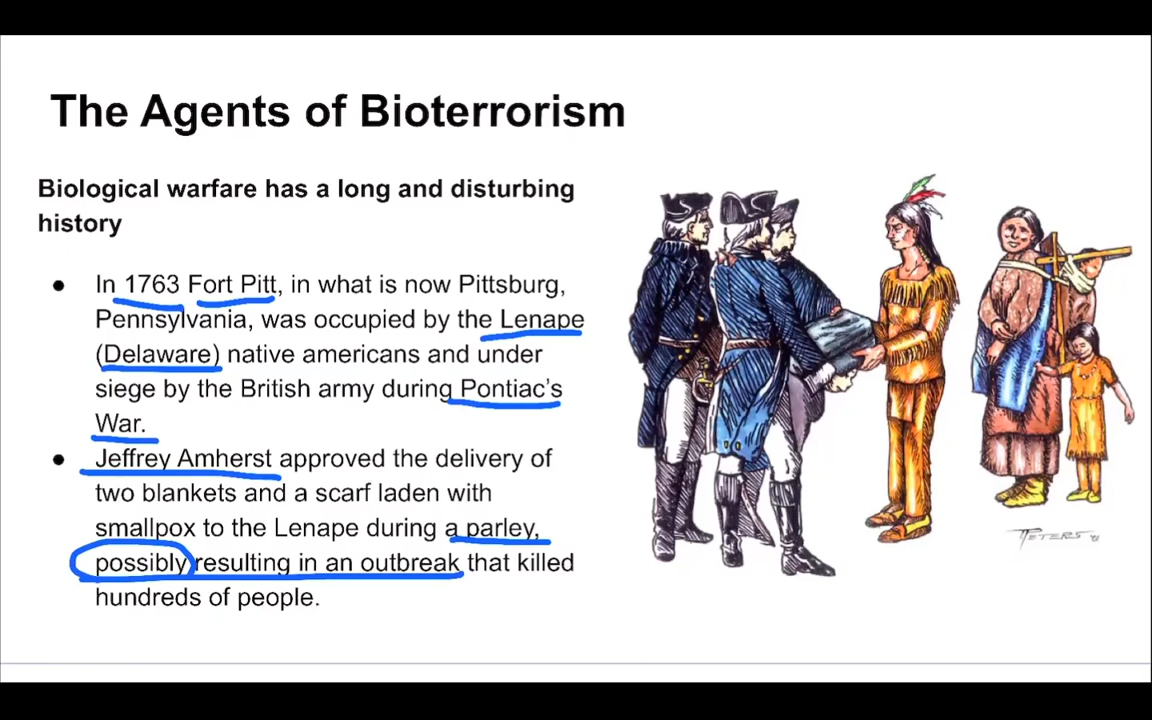 The Agents of Bioterrorism
Biological warfare has a long and disturbing
history
● In 1763 Fort Pitt, in what is now Pittsburg,
Pennsylvania, was occupied by the Lenape
(Delaware) native americans and under
siege by the British army during Pontiac's
War.
● Jeffrey Amherst approved the delivery of
two blankets and a scarf laden with
smallpox to the Lenape during a parley,
possibly resulting in an outbreak that killed
hundreds of people.